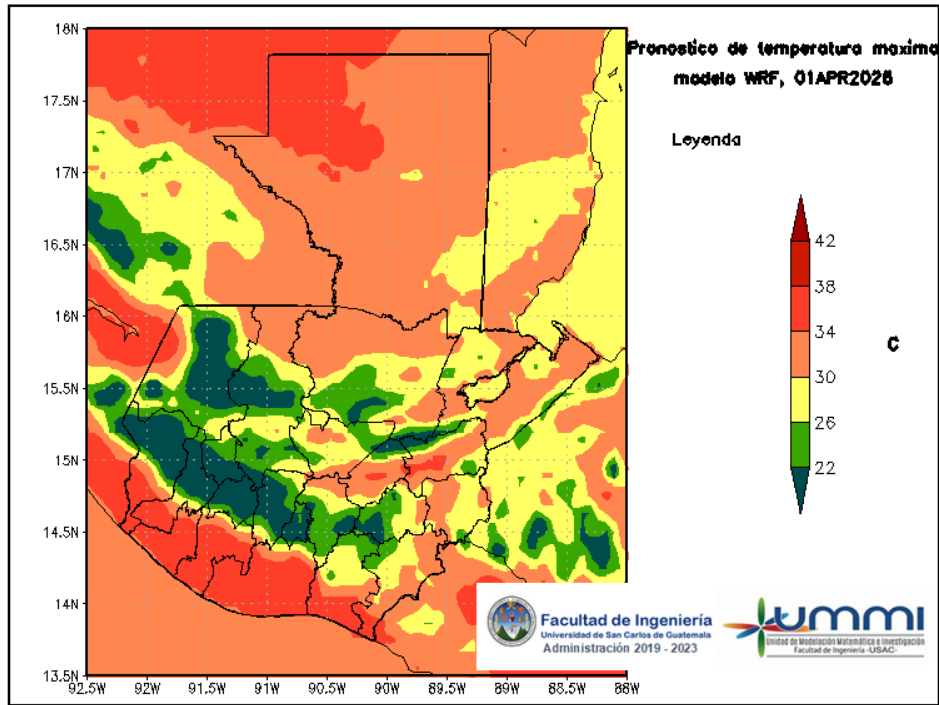 Pronostico de temperatura maxima
modelo WRF, 01APR2026
Leyenda
18N
17.5N
17N
16.5N
16N
15.5N
15N
14.5N
14N
13.5N
92.5W
92W
91.5W
91W
90.5W
90W
89.5W
89W
88.5W
88W
42
38
34
30
26
22
C
Facultad de Ingeniería
Universidad de San Carlos de Guatemala
Administración 2019 - 2023
UMMI
Unidad de Modelación Matemática e Investigación
Facultad de Ingeniería -USAC-